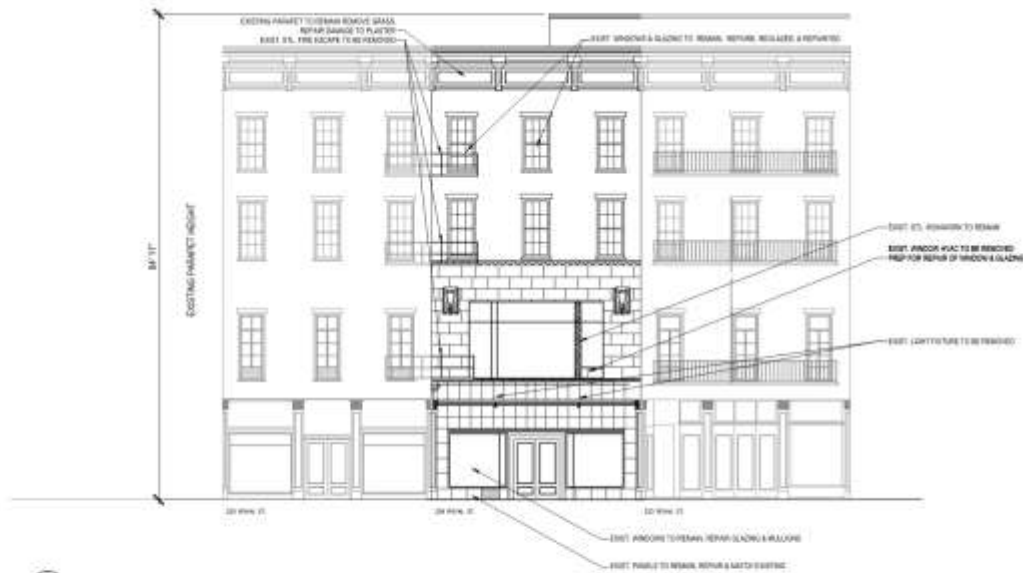 EXISTING PARAPET TO REMAIN REMOVE GRASS,
REPAIR DAMAGE TO PLASTER
EXIST. STL. FIRE ESCAPE TO BE REMOVED
EXIST. WINDOWS & GLAZING TO REMAIN, REPAIRE, REGLAZED, & REPAINTED
EXISTING PARAPET HEIGHT
EXIST. STL. IRONWORK TO REMAIN
EXIST. WINDOW HVAC TO BE REMOVED
PREP FOR REPAIR OF WINDOW & GLAZING
EXIST. LIGHT FIXTURE TO BE REMOVED
EXIST. WINDOWS TO REMAIN, REPAIR GLAZING & MULLIONS
EXIST. PANELS TO REMAIN, REPAIR & MATCH EXISTING